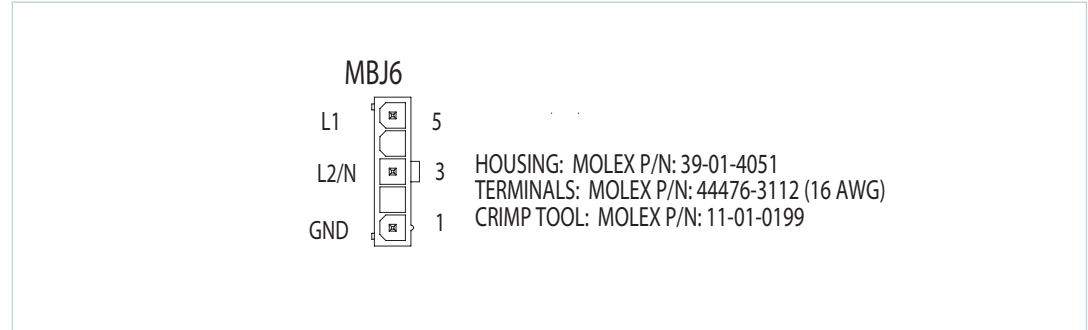 MBJ6
L1 5
L2/N 3 HOUSING: MOLEX P/N: 39-01-4051
TERMINALS: MOLEX P/N: 44476-3112 (16 AWG)
GND 1 CRIMP TOOL: MOLEX P/N: 11-01-0199